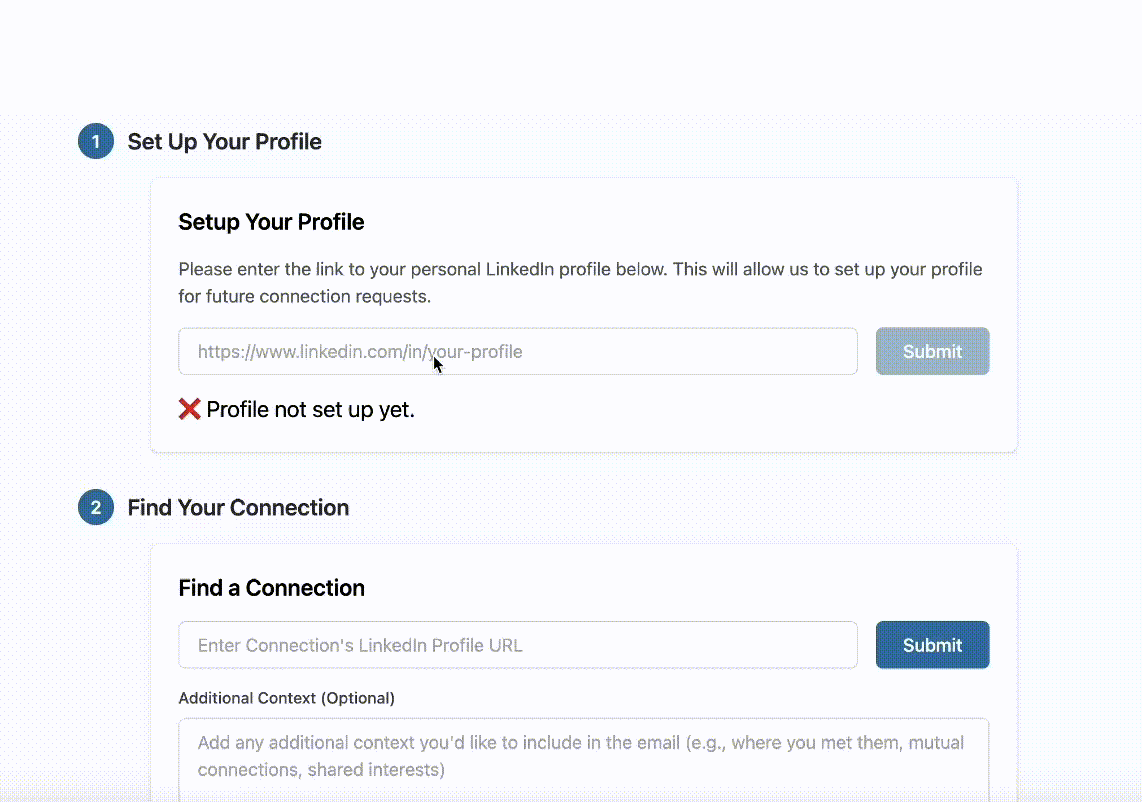 1 Set Up Your Profile
Setup Your Profile
Please enter the link to your personal LinkedIn profile below. This will allow us to set up your profile
for future connection requests.
https://www.linkedin.com/in/your-profile Submit
❌ Profile not set up yet.
2 Find Your Connection
Find a Connection
Enter Connection's LinkedIn Profile URL Submit
Additional Context (Optional)
Add any additional context you'd like to include in the email (e.g., where you met them, mutual
connections, shared interests)